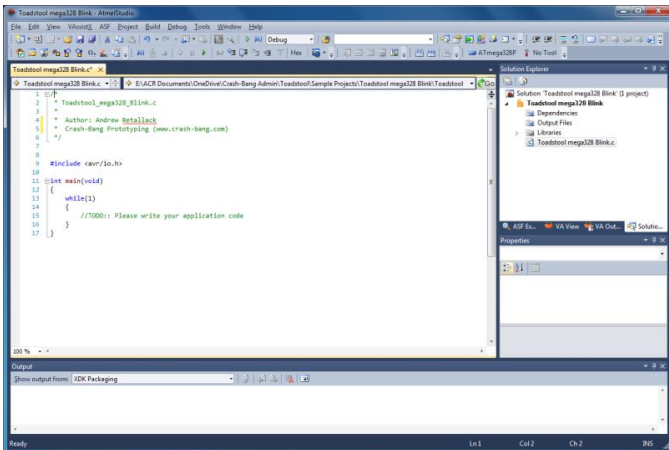 Toadstool mega328 Blink - AtmelStudio
File Edit View VAssistX ASF Project Build Debug Tools Window Help
Debug
Hex
ATmega328P No Tool
Toadstool mega328 Blink.c*
Toadstool mega328 Blink.c
E:\ACR Documents\OneDrive\Crash-Bang Admin\Toadstool\Sample Projects\Toadstool mega328 Blink\Toadstool
Go
1 /*
2 * Toadstool_mega328_Blink.c
3 *
4 * Author: Andrew Retallack
5 * Crash-Bang Prototyping (www.crash-bang.com)
6 */
7
8
9 #include <avr/io.h>
10
11 int main(void)
12 {
13 while(1)
14 {
15 //TODO:: Please write your application code
16 }
17 }
100 %
Solution Explorer
Solution 'Toadstool mega328 Blink' (1 project)
Toadstool mega328 Blink
Dependencies
Output Files
Libraries
Toadstool mega328 Blink.c
ASF Ex... VA View VA Out... Solutio...
Properties
Output
Show output from: XDK Packaging
Ready Ln 1 Col 2 Ch 2 INS